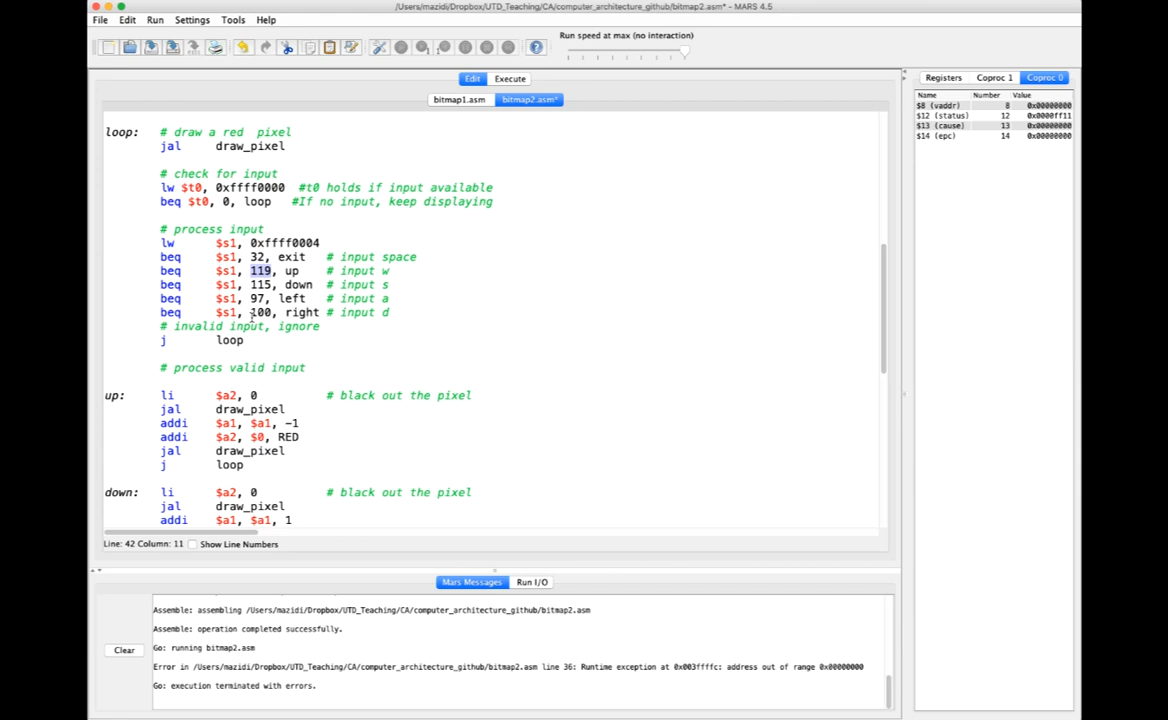 /Users/mazidi/Dropbox/UTD_Teaching/CA/computer_architecture_github/bitmap2.asm* - MARS 4.5
File Edit Run Settings Tools Help
Run speed at max (no interaction)
Edit Execute
bitmap1.asm bitmap2.asm*
loop: # draw a red pixel
jal draw_pixel
# check for input
lw $t0, 0xffff0000 #t0 holds if input available
beq $t0, 0, loop #If no input, keep displaying
# process input
lw $s1, 0xffff0004
beq $s1, 32, exit # input space
beq $s1, 119, up # input w
beq $s1, 115, down # input s
beq $s1, 97, left # input a
beq $s1, 100, right # input d
# invalid input, ignore
j loop
# process valid input
up: li $a2, 0 # black out the pixel
jal draw_pixel
addi $a1, $a1, -1
addi $a2, $0, RED
jal draw_pixel
j loop
down: li $a2, 0 # black out the pixel
jal draw_pixel
addi $a1, $a1, 1
Line: 42 Column: 11 Show Line Numbers
Mars Messages Run I/O
Assemble: assembling /Users/mazidi/Dropbox/UTD_Teaching/CA/computer_architecture_github/bitmap2.asm
Assemble: operation completed successfully.
Go: running bitmap2.asm
Error in /Users/mazidi/Dropbox/UTD_Teaching/CA/computer_architecture_github/bitmap2.asm line 36: Runtime exception at 0x003ffffc: address out of range 0x00000000
Go: execution terminated with errors.
Clear
Registers Coproc 1 Coproc 0
Name Number Value
$8 (vaddr) 8 0x00000000
$12 (status) 12 0x0000ff11
$13 (cause) 13 0x00000000
$14 (epc) 14 0x00000000